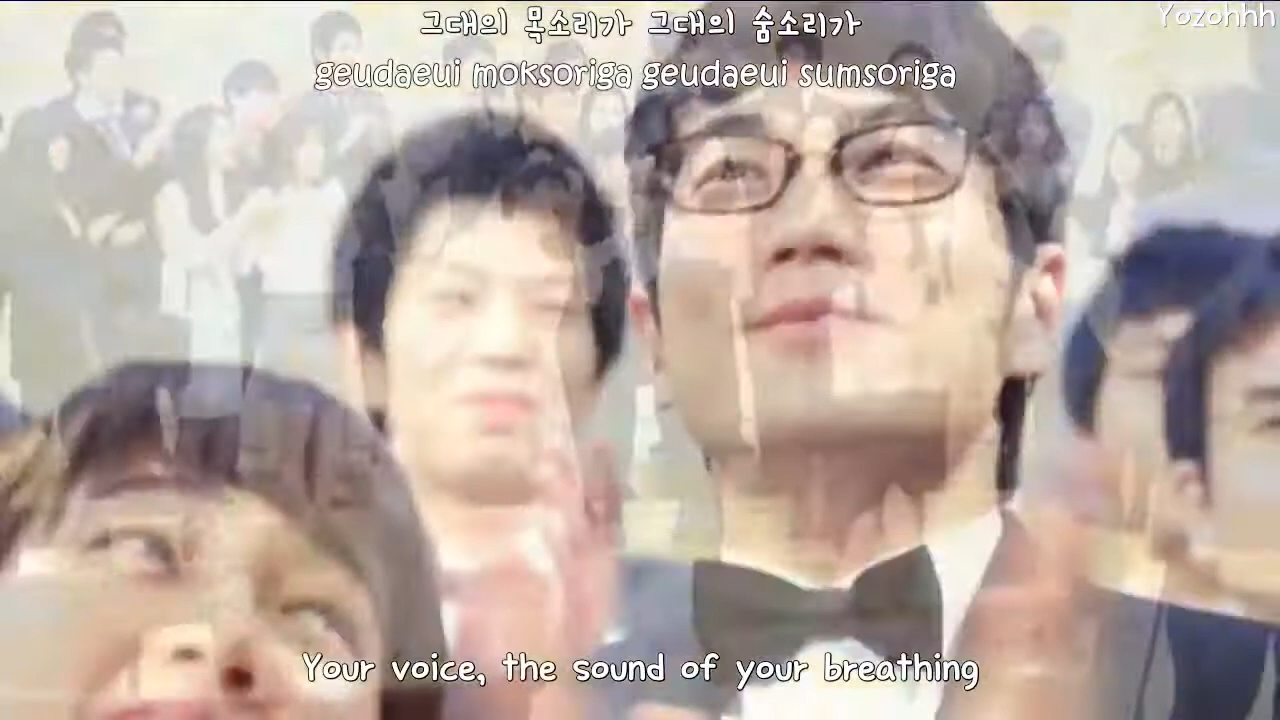 그대의 목소리가 그대의 숨소리가
Yozohhh
geudaeui moksoriga geudaeui sumsoriga
Your voice, the sound of your breathing